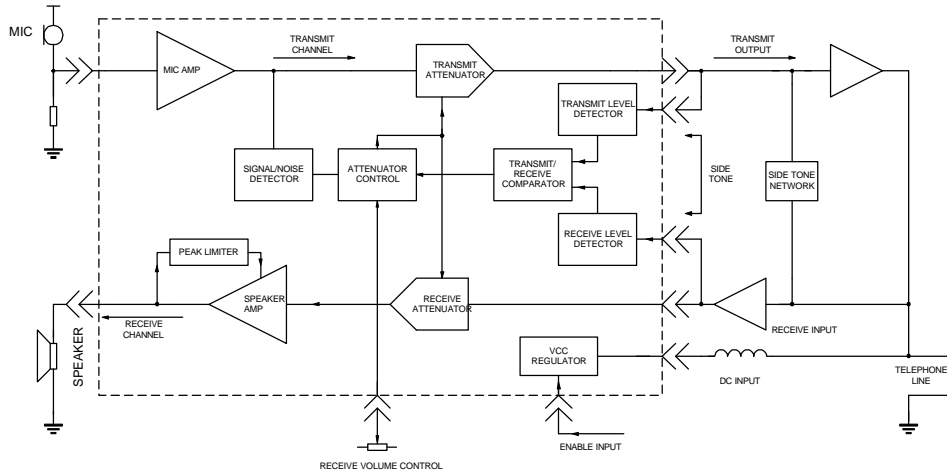 MIC
MIC AMP
TRANSMIT
CHANNEL
TRANSMIT
ATTENUATOR
TRANSMIT
OUTPUT
TRANSMIT LEVEL
DETECTOR
SIGNAL/NOISE
DETECTOR
ATTENUATOR
CONTROL
TRANSMIT/
RECEIVE
COMPARATOR
SIDE
TONE
SIDE TONE
NETWORK
RECEIVE LEVEL
DETECTOR
PEAK LIMITER
SPEAKER
AMP
RECEIVE
ATTENUATOR
RECEIVE INPUT
RECEIVE
CHANNEL
SPEAKER
VCC
REGULATOR
DC INPUT
TELEPHONE
LINE
ENABLE INPUT
RECEIVE VOLUME CONTROL